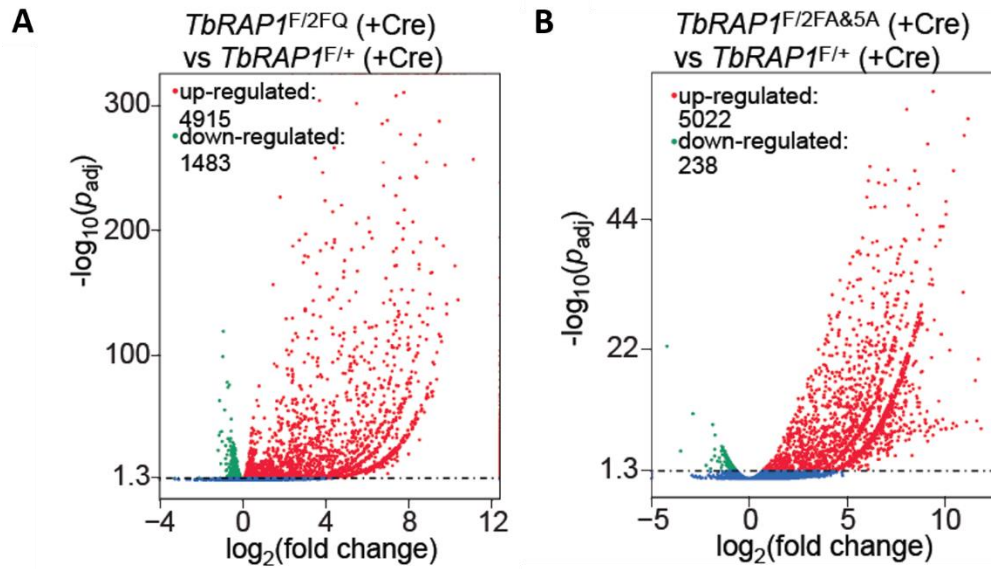 A
TbRAP1F/2FQ (+Cre)
vs TbRAP1F/+ (+Cre)
up-regulated:
4915
down-regulated:
1483
300
200
100
1.3
-log10(padj)
−4
0
4
8
12
log2(fold change)
B
TbRAP1F/2FA&5A (+Cre)
vs TbRAP1F/+ (+Cre)
up-regulated:
5022
down-regulated:
238
44
22
1.3
-log10(padj)
−5
0
5
10
log2(fold change)